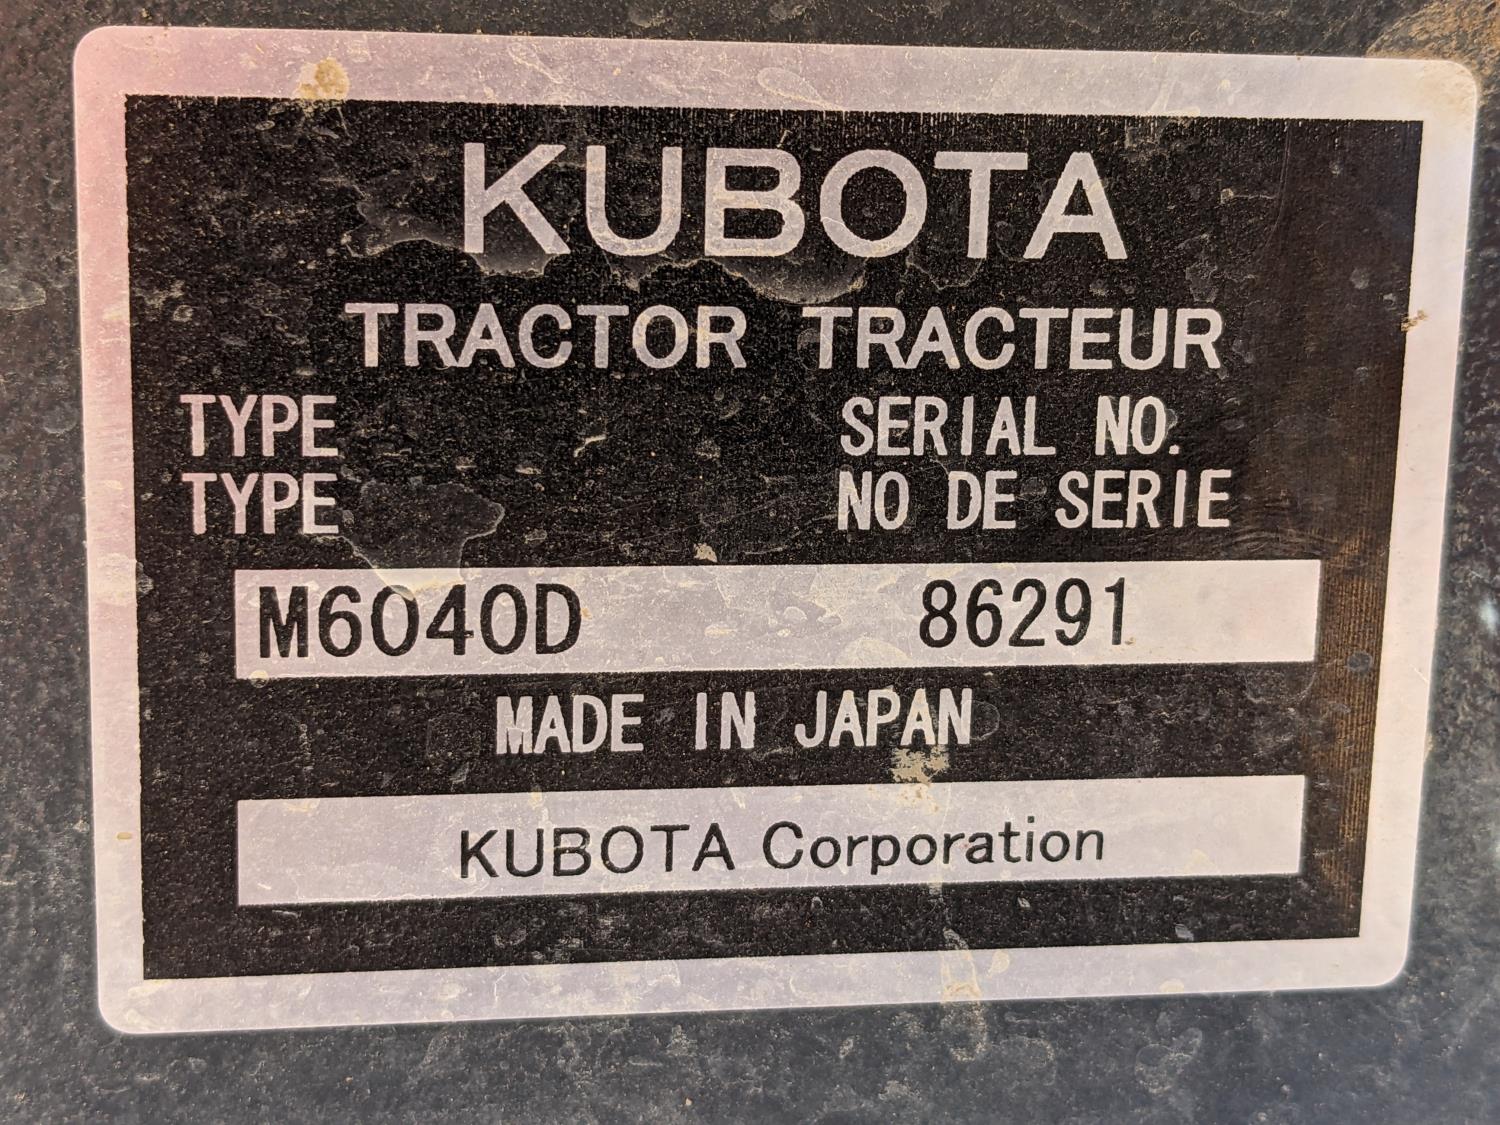 KUBOTA
TRACTOR TRACTEUR
TYPE SERIAL NO.
TYPE NO DE SERIE
M6040D 86291
MADE IN JAPAN
KUBOTA Corporation